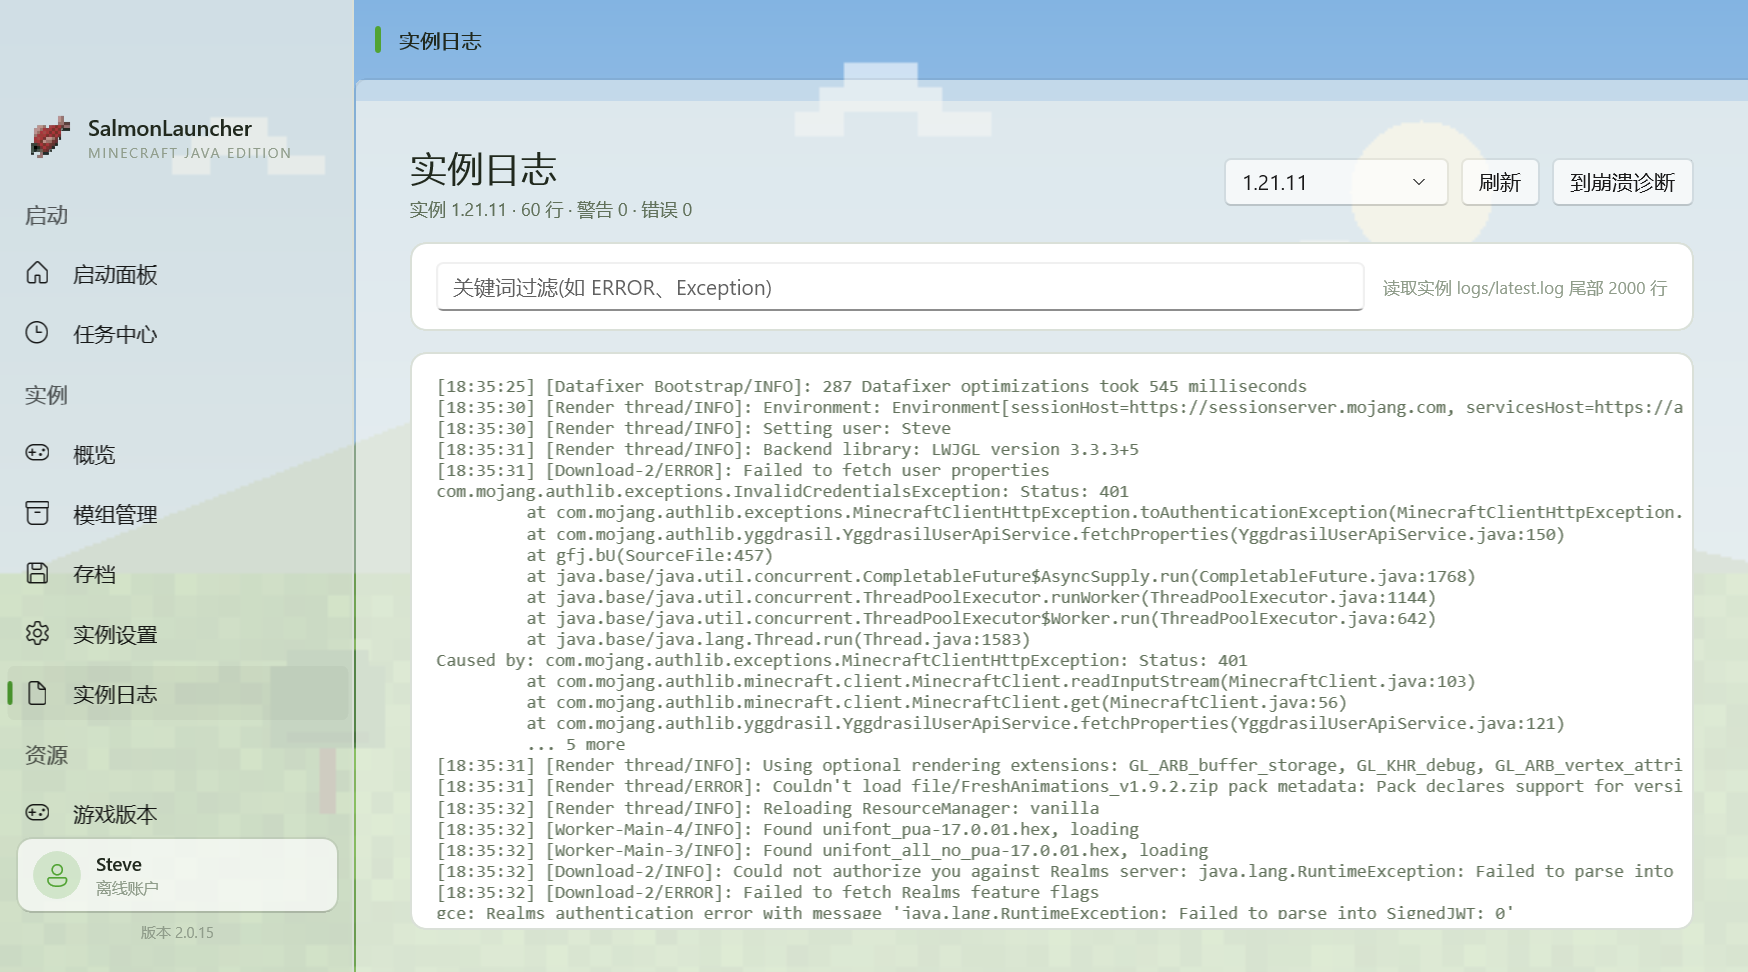 实例日志
SalmonLauncher
MINECRAFT JAVA EDITION
启动
启动面板
任务中心
实例
概览
模组管理
存档
实例设置
实例日志
资源
游戏版本
Steve
离线账户
版本 2.0.15
实例日志
实例 1.21.11 · 60 行 · 警告 0 · 错误 0
1.21.11
刷新
到崩溃诊断
关键词过滤(如 ERROR、Exception)
读取实例 logs/latest.log 尾部 2000 行
[18:35:25] [Datafixer Bootstrap/INFO]: 287 Datafixer optimizations took 545 milliseconds
[18:35:30] [Render thread/INFO]: Environment: Environment[sessionHost=https://sessionserver.mojang.com, servicesHost=https://a
[18:35:30] [Render thread/INFO]: Setting user: Steve
[18:35:31] [Render thread/INFO]: Backend library: LWJGL version 3.3.3+5
[18:35:31] [Download-2/ERROR]: Failed to fetch user properties
com.mojang.authlib.exceptions.InvalidCredentialsException: Status: 401
at com.mojang.authlib.exceptions.MinecraftClientHttpException.toAuthenticationException(MinecraftClientHttpException.
at com.mojang.authlib.yggdrasil.YggdrasilUserApiService.fetchProperties(YggdrasilUserApiService.java:150)
at gfj.bU(SourceFile:457)
at java.base/java.util.concurrent.CompletableFuture$AsyncSupply.run(CompletableFuture.java:1768)
at java.base/java.util.concurrent.ThreadPoolExecutor.runWorker(ThreadPoolExecutor.java:1144)
at java.base/java.util.concurrent.ThreadPoolExecutor$Worker.run(ThreadPoolExecutor.java:642)
at java.base/java.lang.Thread.run(Thread.java:1583)
Caused by: com.mojang.authlib.exceptions.MinecraftClientHttpException: Status: 401
at com.mojang.authlib.minecraft.client.MinecraftClient.readInputStream(MinecraftClient.java:103)
at com.mojang.authlib.minecraft.client.MinecraftClient.get(MinecraftClient.java:56)
at com.mojang.authlib.yggdrasil.YggdrasilUserApiService.fetchProperties(YggdrasilUserApiService.java:121)
... 5 more
[18:35:31] [Render thread/INFO]: Using optional rendering extensions: GL_ARB_buffer_storage, GL_KHR_debug, GL_ARB_vertex_attri
[18:35:31] [Render thread/ERROR]: Couldn't load file/FreshAnimations_v1.9.2.zip pack metadata: Pack declares support for versi
[18:35:32] [Render thread/INFO]: Reloading ResourceManager: vanilla
[18:35:32] [Worker-Main-4/INFO]: Found unifont_pua-17.0.01.hex, loading
[18:35:32] [Worker-Main-3/INFO]: Found unifont_all_no_pua-17.0.01.hex, loading
[18:35:32] [Download-2/INFO]: Could not authorize you against Realms server: java.lang.RuntimeException: Failed to parse into
[18:35:32] [Download-2/ERROR]: Failed to fetch Realms feature flags
gce: Realms authentication error with message 'java.lang.RuntimeException: Failed to parse into SignedJWT: 0'